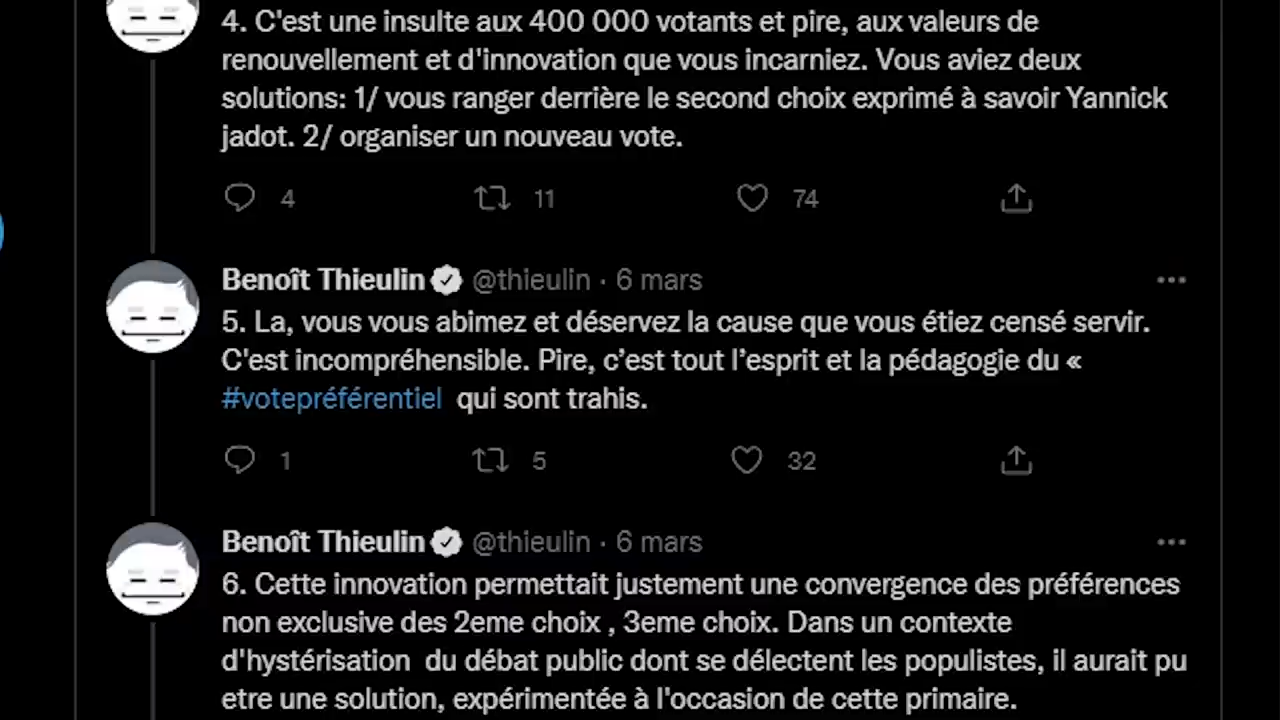 4. C'est une insulte aux 400 000 votants et pire, aux valeurs de
renouvellement et d'innovation que vous incarniez. Vous aviez deux
solutions: 1/ vous ranger derrière le second choix exprimé à savoir Yannick
jadot. 2/ organiser un nouveau vote.
4 11 74
Benoît Thieulin @thieulin · 6 mars
5. La, vous vous abimez et déservez la cause que vous étiez censé servir.
C'est incompréhensible. Pire, c’est tout l’esprit et la pédagogie du «
#votepréférentiel qui sont trahis.
1 5 32
Benoît Thieulin @thieulin · 6 mars
6. Cette innovation permettait justement une convergence des préférences
non exclusive des 2eme choix , 3eme choix. Dans un contexte
d'hystérisation du débat public dont se délectent les populistes, il aurait pu
etre une solution, expérimentée à l'occasion de cette primaire.